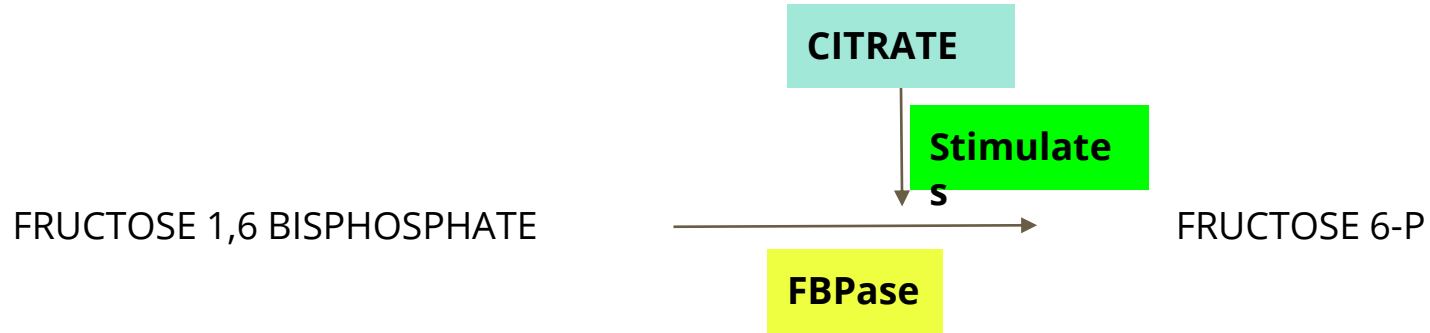 CITRATE
Stimulate
s
FRUCTOSE 1,6 BISPHOSPHATE
FRUCTOSE 6-P
FBPase